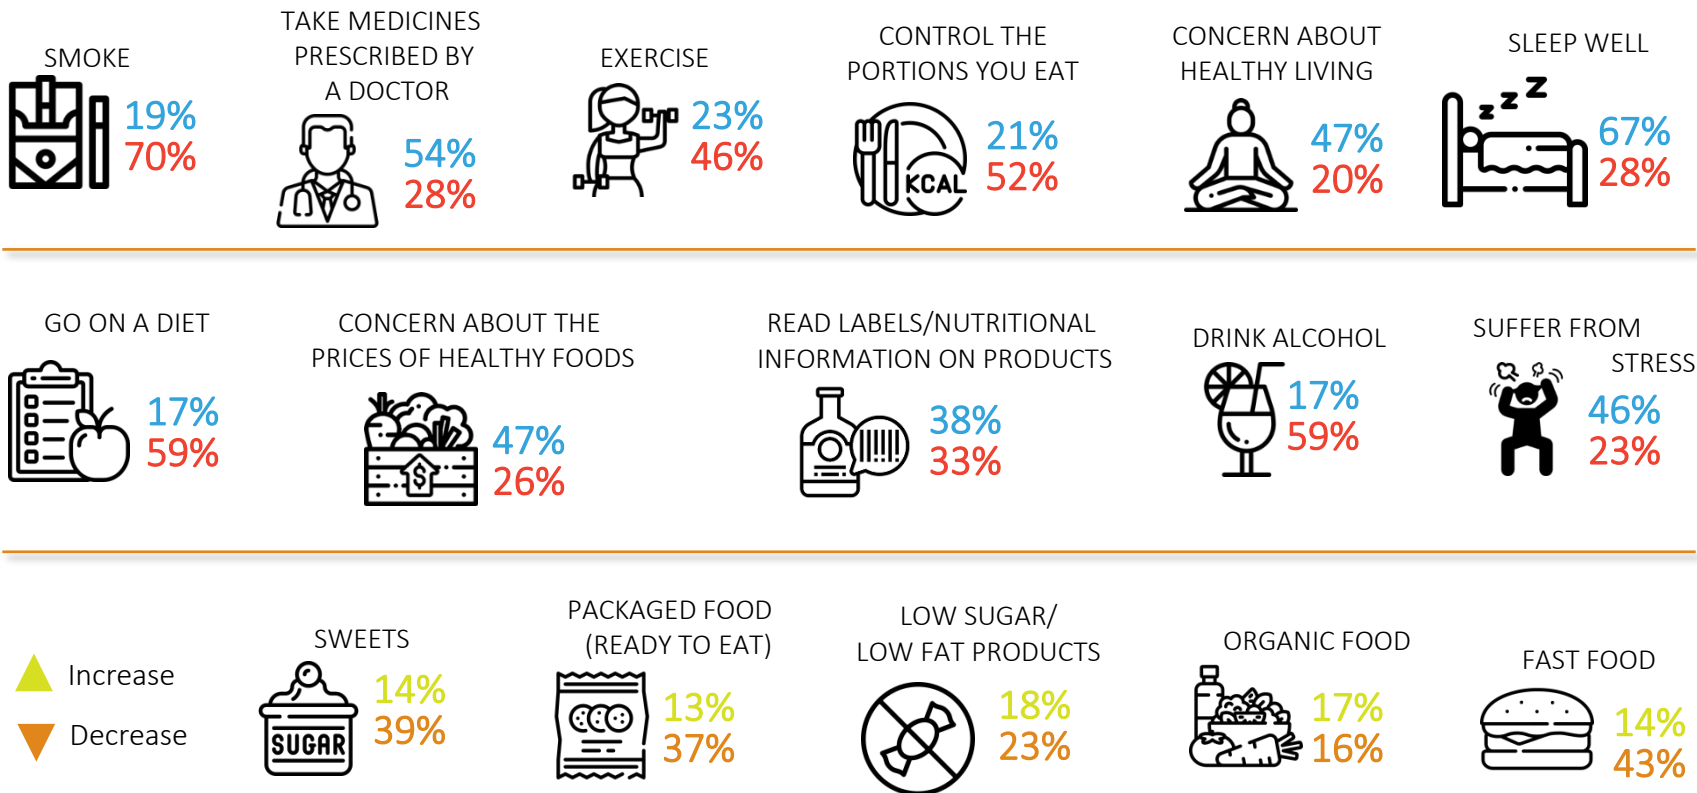 SMOKE
19%
70%
TAKE MEDICINES
PRESCRIBED BY
A DOCTOR
54%
28%
EXERCISE
23%
46%
CONTROL THE
PORTIONS YOU EAT
KCAL
21%
52%
CONCERN ABOUT
HEALTHY LIVING
47%
20%
SLEEP WELL
z z Z
67%
28%
GO ON A DIET
17%
59%
CONCERN ABOUT THE
PRICES OF HEALTHY FOODS
$
47%
26%
READ LABELS/NUTRITIONAL
INFORMATION ON PRODUCTS
38%
33%
DRINK ALCOHOL
17%
59%
SUFFER FROM
STRESS
46%
23%
Increase
Decrease
SWEETS
SUGAR
14%
39%
PACKAGED FOOD
(READY TO EAT)
13%
37%
LOW SUGAR/
LOW FAT PRODUCTS
18%
23%
ORGANIC FOOD
17%
16%
FAST FOOD
14%
43%